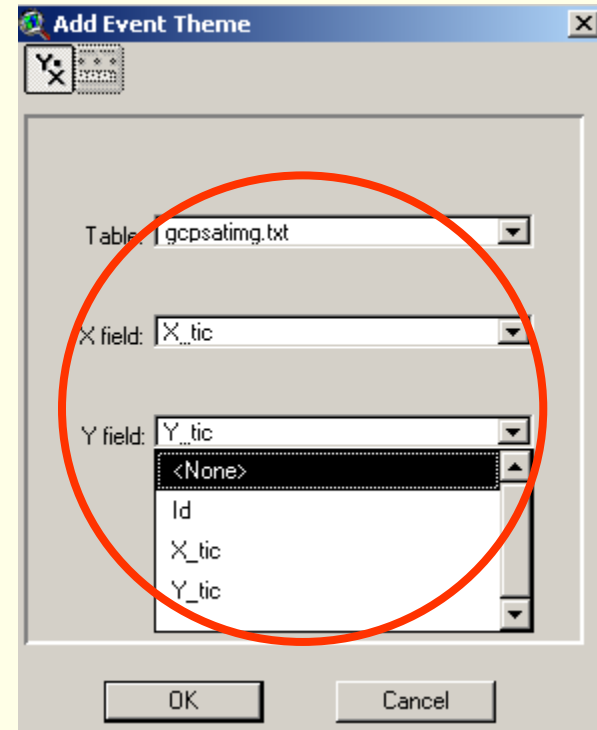 Add Event Theme
Y
X
Table: gcpsatimg.txt
X field: X_tic
Y field: Y_tic
<None>
Id
X_tic
Y_tic
OK Cancel